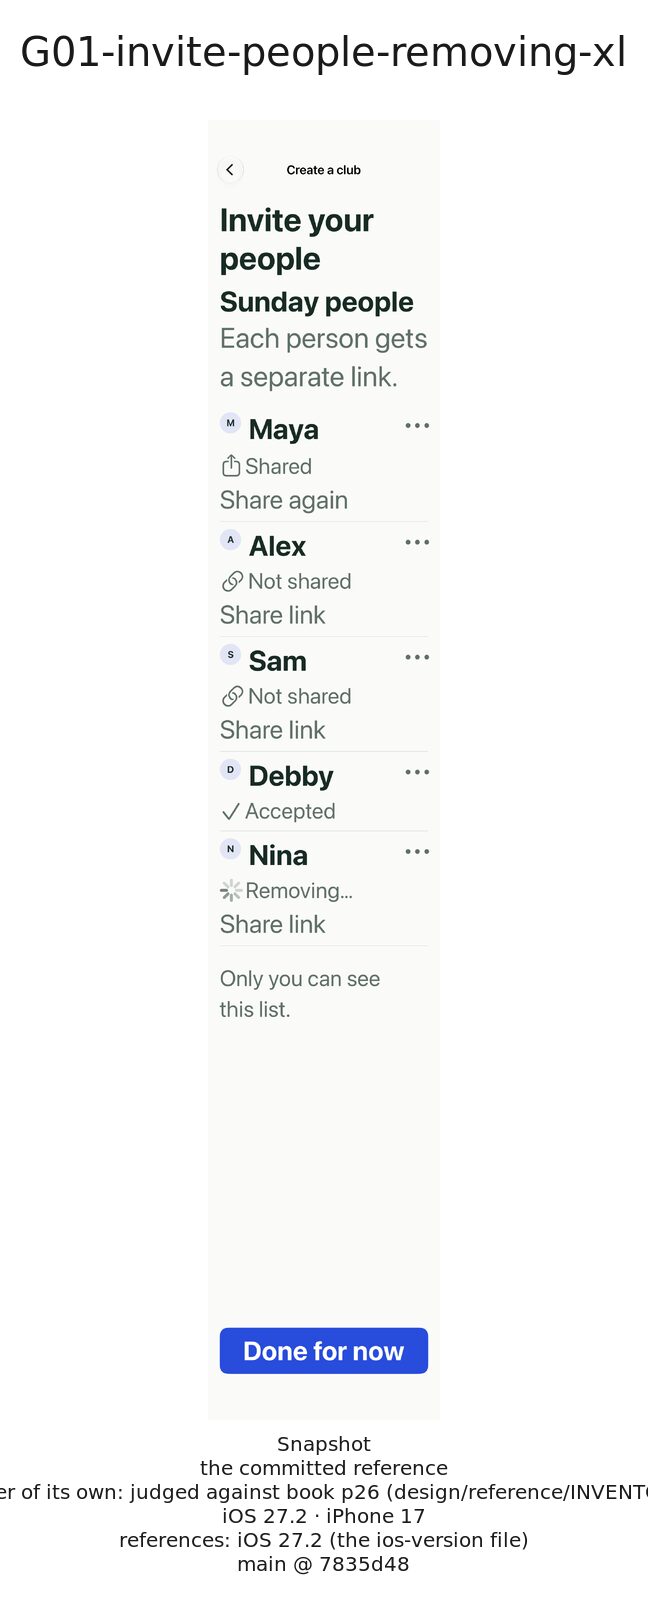 G01-invite-people-removing-xl
Create a club
Invite your
people
Sunday people
Each person gets
a separate link.
M Maya
Shared
Share again
A Alex
Not shared
Share link
S Sam
Not shared
Share link
D Debby
Accepted
N Nina
Removing...
Share link
Only you can see
this list.
Done for now
Snapshot
the committed reference
of its own: judged against book p26 (design/reference/
iOS 27.2 · iPhone 17
references: iOS 27.2 (the ios-version file)
main @ 7835d48